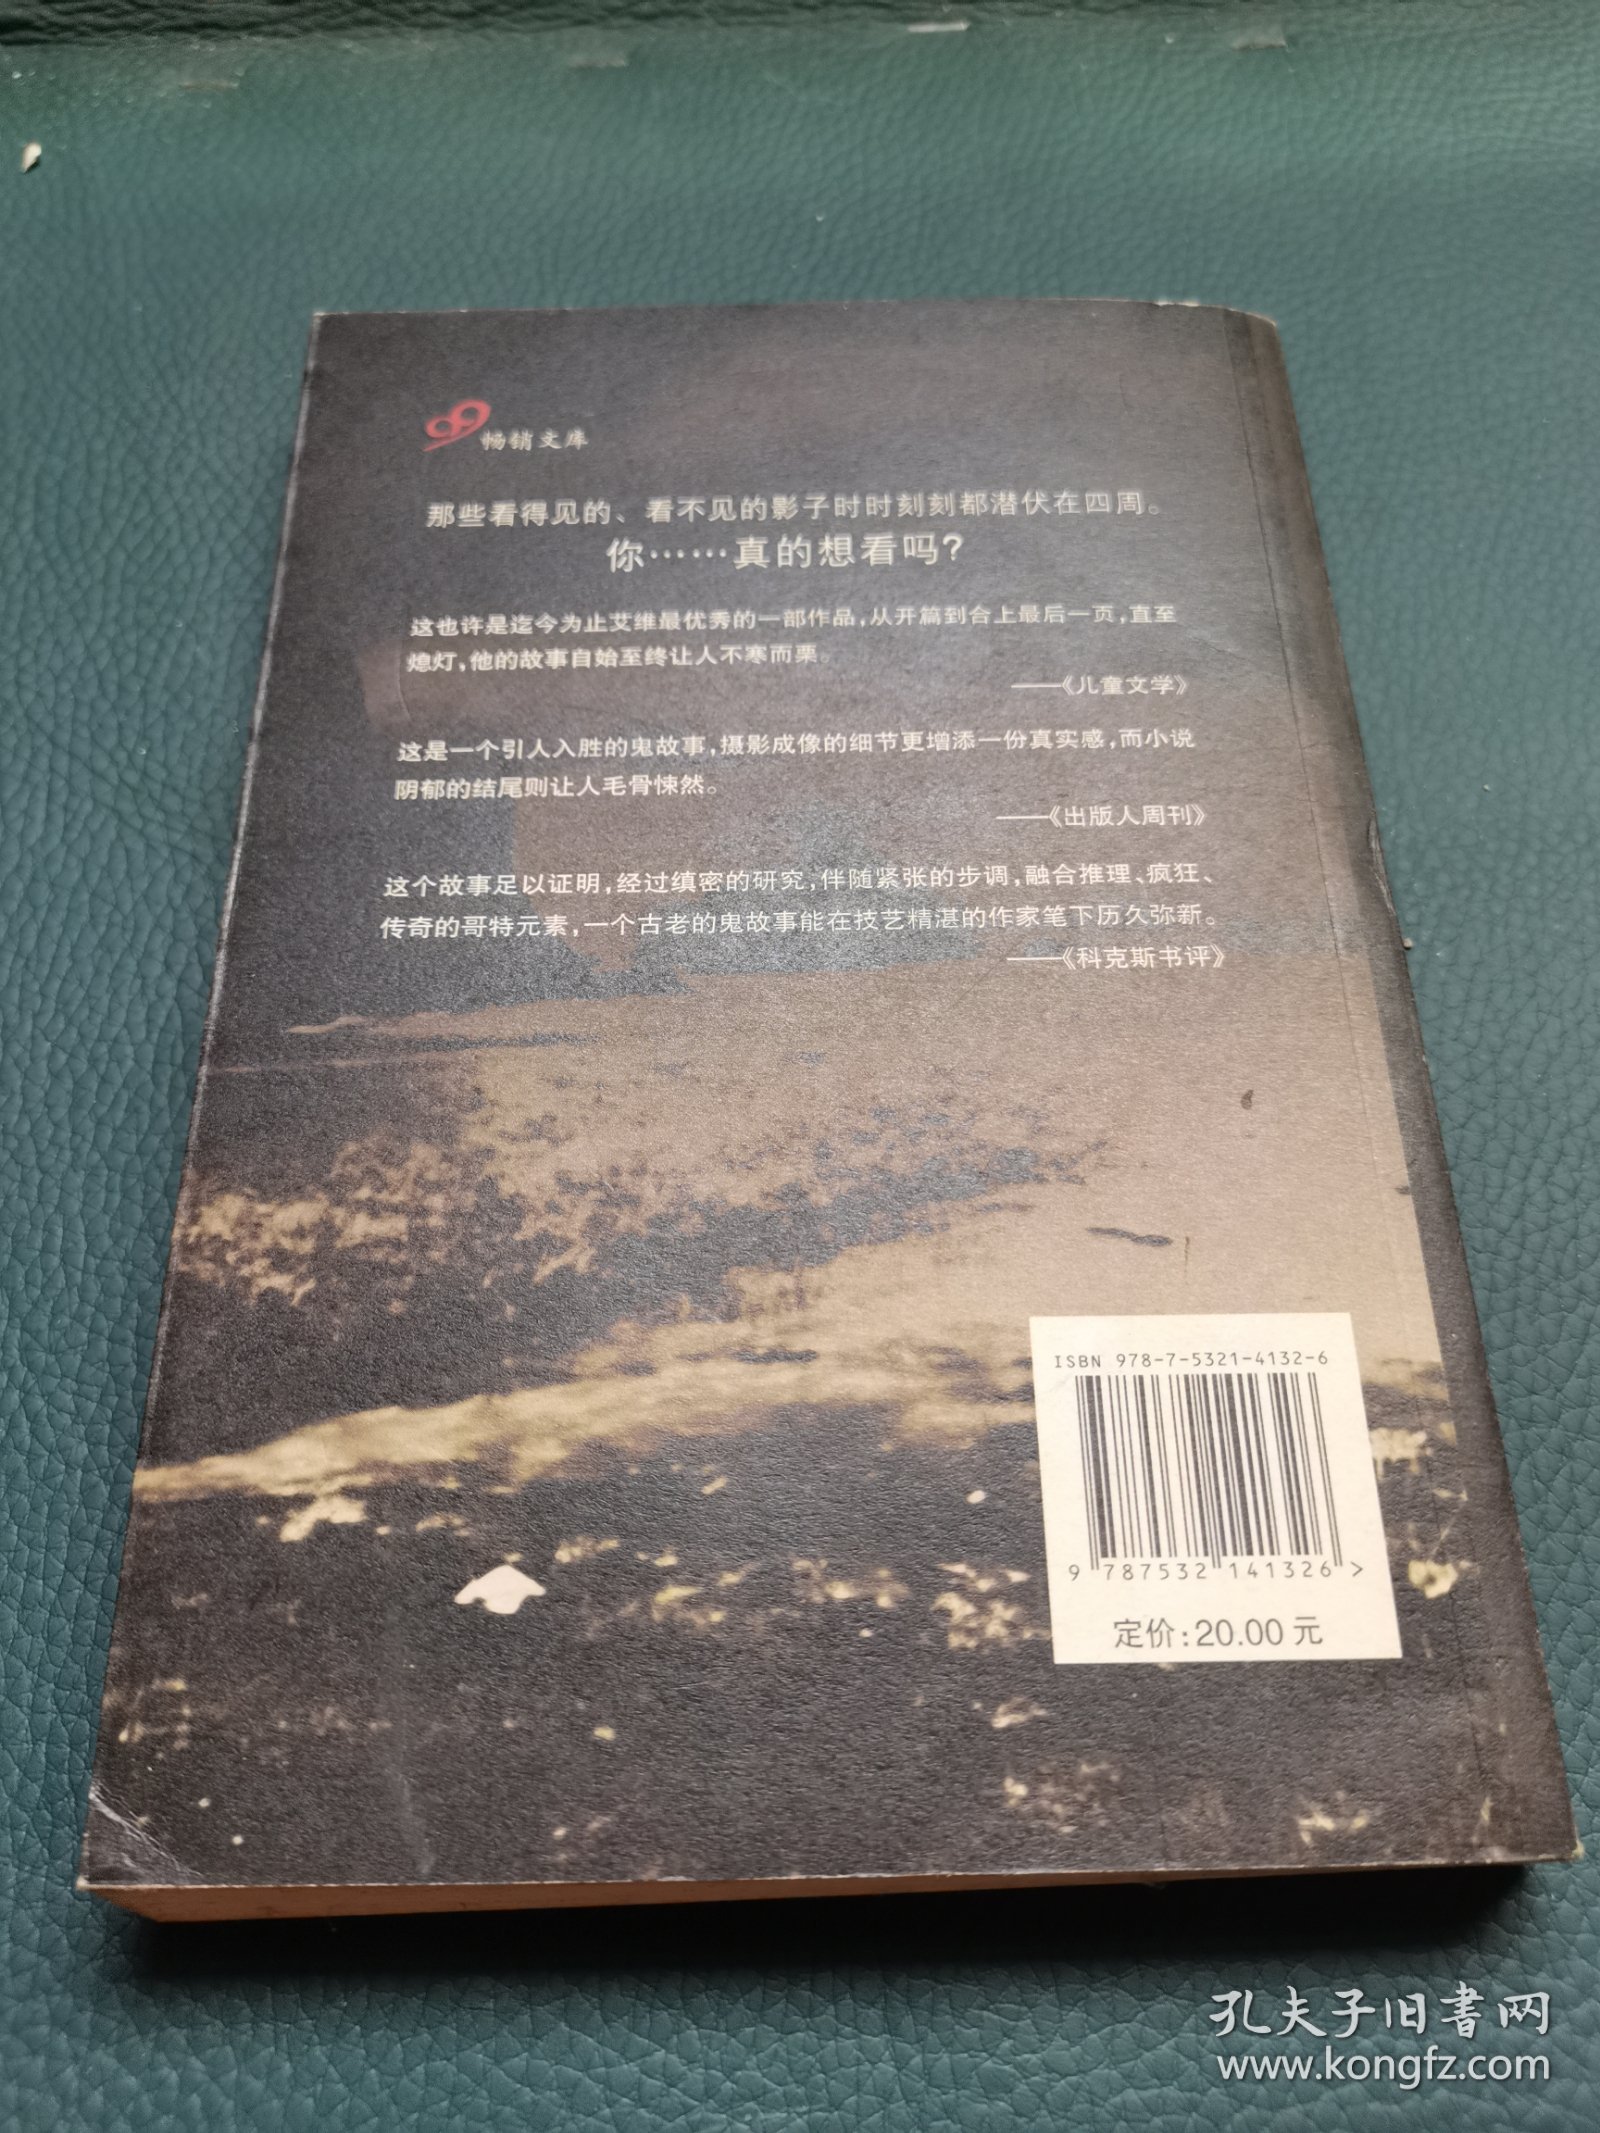 99畅销文库
那些看得见的、看不见的影子时时刻刻都潜伏在四周。
你……真的想看吗?
这也许是迄今为止艾维最优秀的一部作品,从开篇到合上最后一页,直至
熄灯,他的故事自始至终让人不寒而栗。
——《儿童文学》
这是一个引人入胜的鬼故事,摄影成像的细节更增添一份真实感,而小说
阴郁的结尾则让人毛骨悚然。
——《出版人周刊》
这个故事足以证明,经过缜密的研究,伴随紧张的步调,融合推理、疯狂、
传奇的哥特元素,一个古老的鬼故事能在技艺精湛的作家笔下历久弥新。
——《科克斯书评》
ISBN 978-7-5321-4132-6
9 787532 141326 >
定价:20.00元
孔夫子旧书网
www.kongfz.com